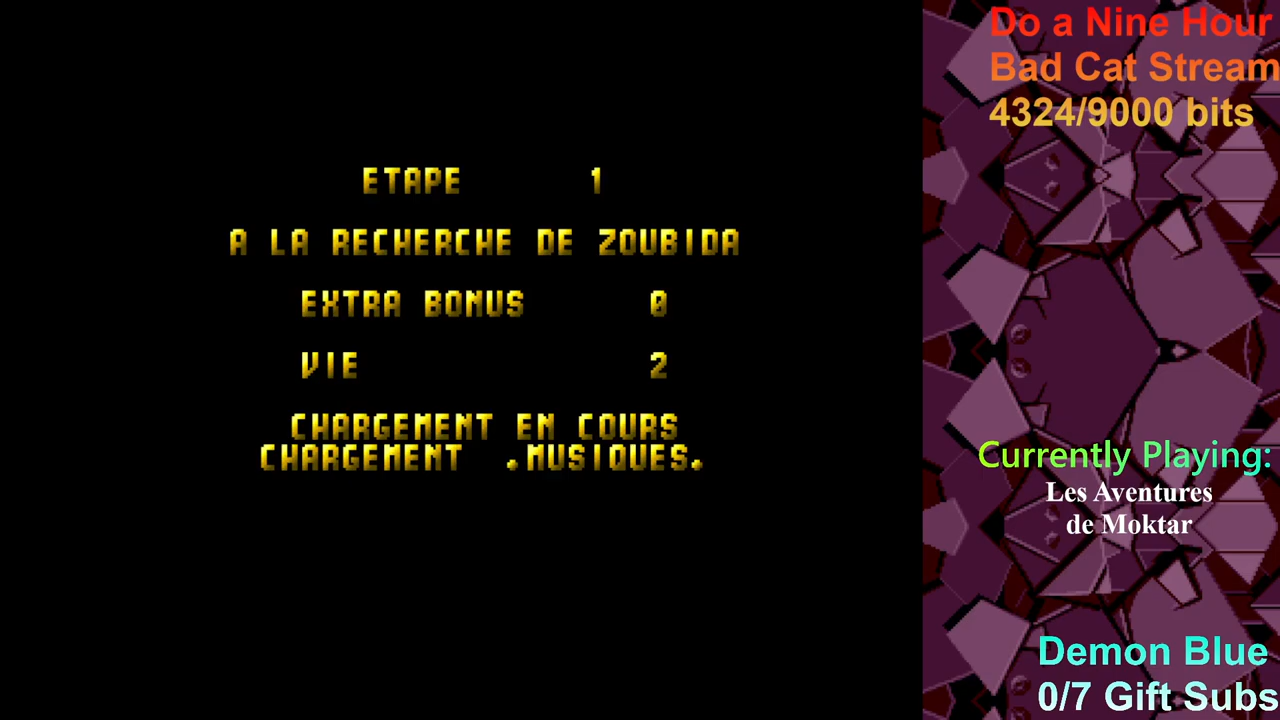 ETAPE 1
A LA RECHERCHE DE ZOUBIDA
EXTRA BONUS 0
VIE 2
CHARGEMENT EN COURS
CHARGEMENT .MUSIQUES.
Do a Nine Hour
Bad Cat Stream
4324/9000 bits
Currently Playing:
Les Aventures
de Moktar
Demon Blue
0/7 Gift Subs